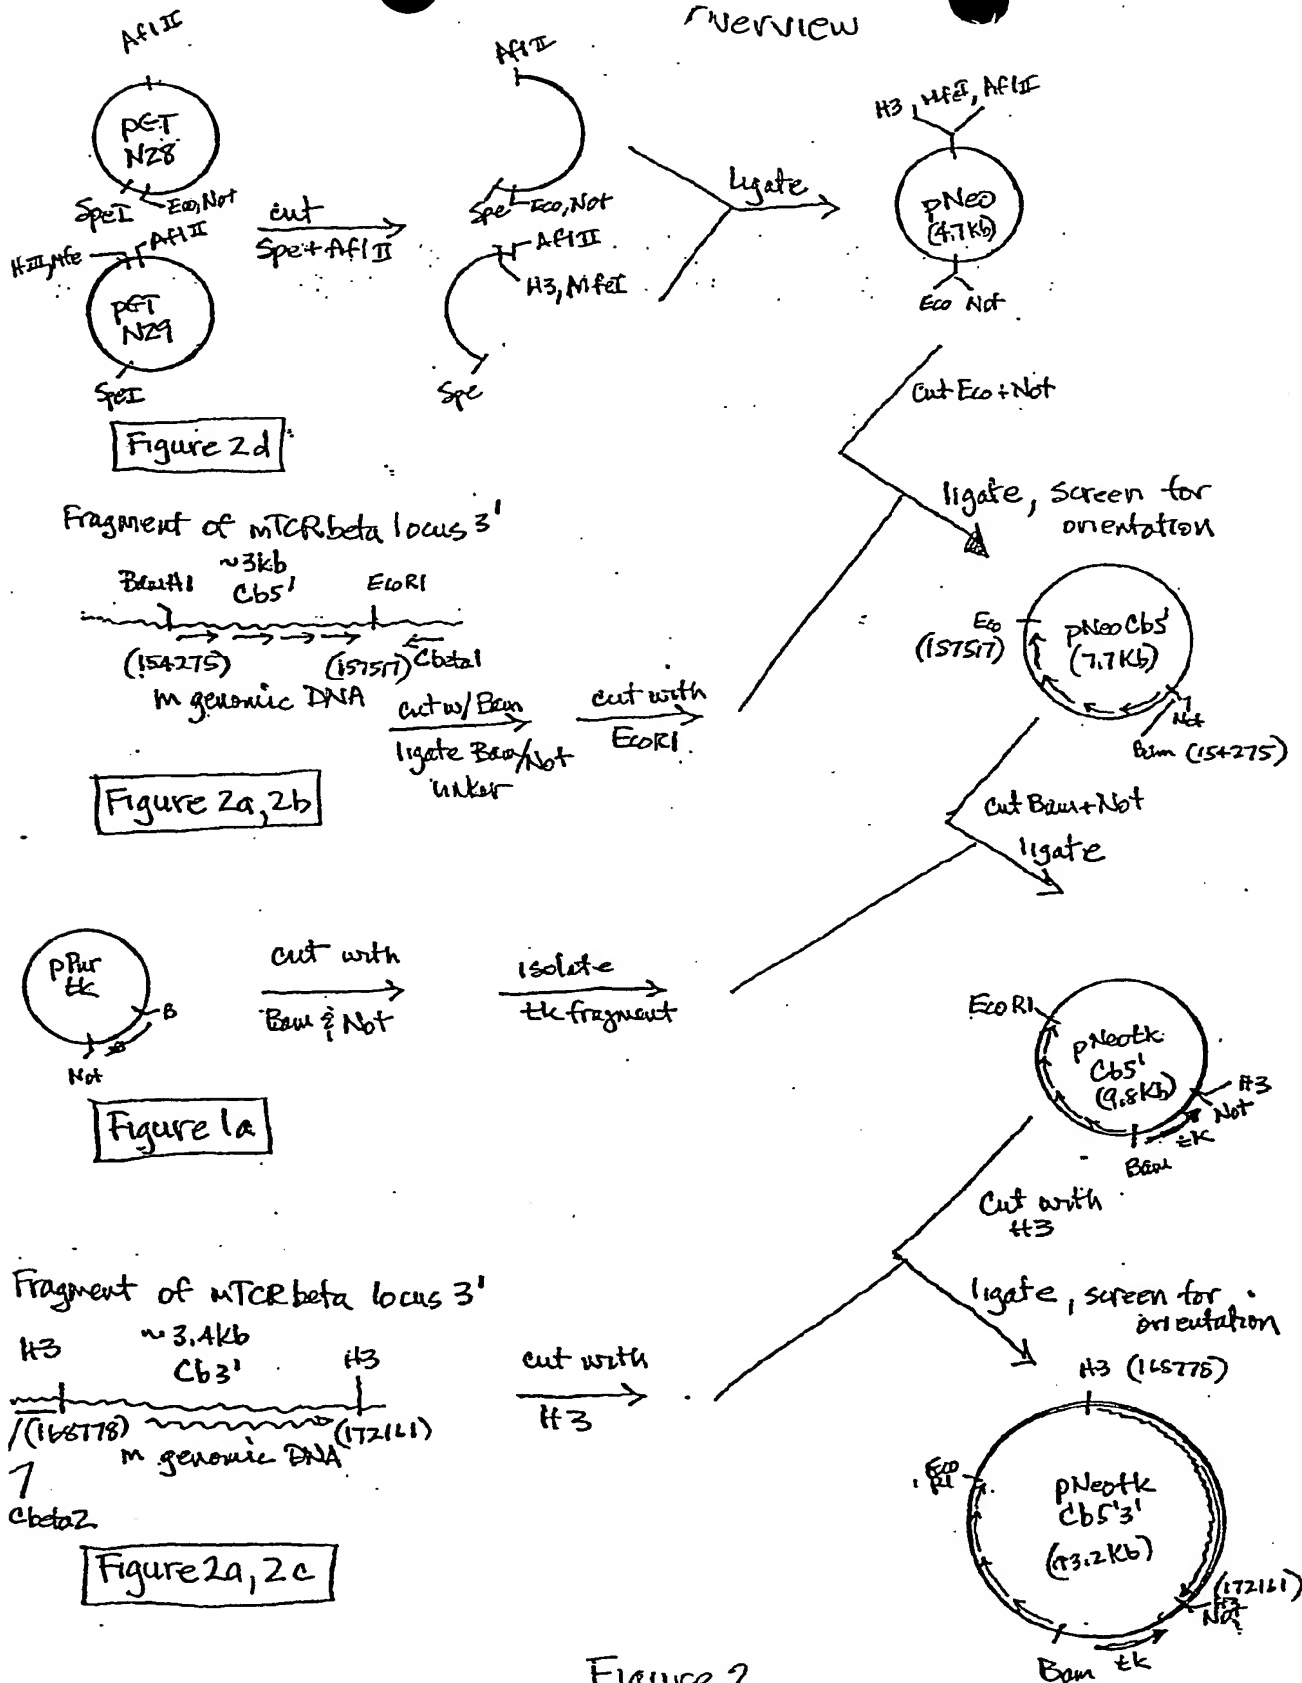 overview
AflII
pET
N28
SpeI
Eco, Not
HIII, Mfe
AflII
pET
N29
SpeI
cut
Spe + AflII
AflII
Spe
Eco, Not
AflII
H3, MfeI
Spe
ligate
H3, MfeI, AflII
pNeo
(4.7Kb)
Eco Not
Figure 2d
cut Eco + Not
ligate, screen for
orientation
Fragment of mTCRbeta locus 3'
~3kb
BamH1
Cb5'
EcoR1
(154275)
(157517)
Cbeta1
m genomic DNA
cut w/ Bam
ligate Bam/Not
linker
cut with
EcoR1
Figure 2a, 2b
Eco
(157517)
pNeoCb5'
(7.7Kb)
Not
Bam (154275)
cut Bam + Not
ligate
pPur
tk
B
Not
cut with
Bam & Not
isolate
tk fragment
Figure 1a
EcoR1
pNeotk
Cb5'
(9.8Kb)
H3
Not
tk
Bam
cut with
H3
ligate, screen for
orientation
Fragment of mTCRbeta locus 3'
~3.4kb
H3
Cb3'
H3
(168778)
(172161)
m genomic DNA
Cbeta2
cut with
H3
Figure 2a, 2c
H3 (168778)
Eco
R1
pNeotk
Cb5'3'
(13.2Kb)
(172161)
H3
Not
Bam
tk
Figure 2